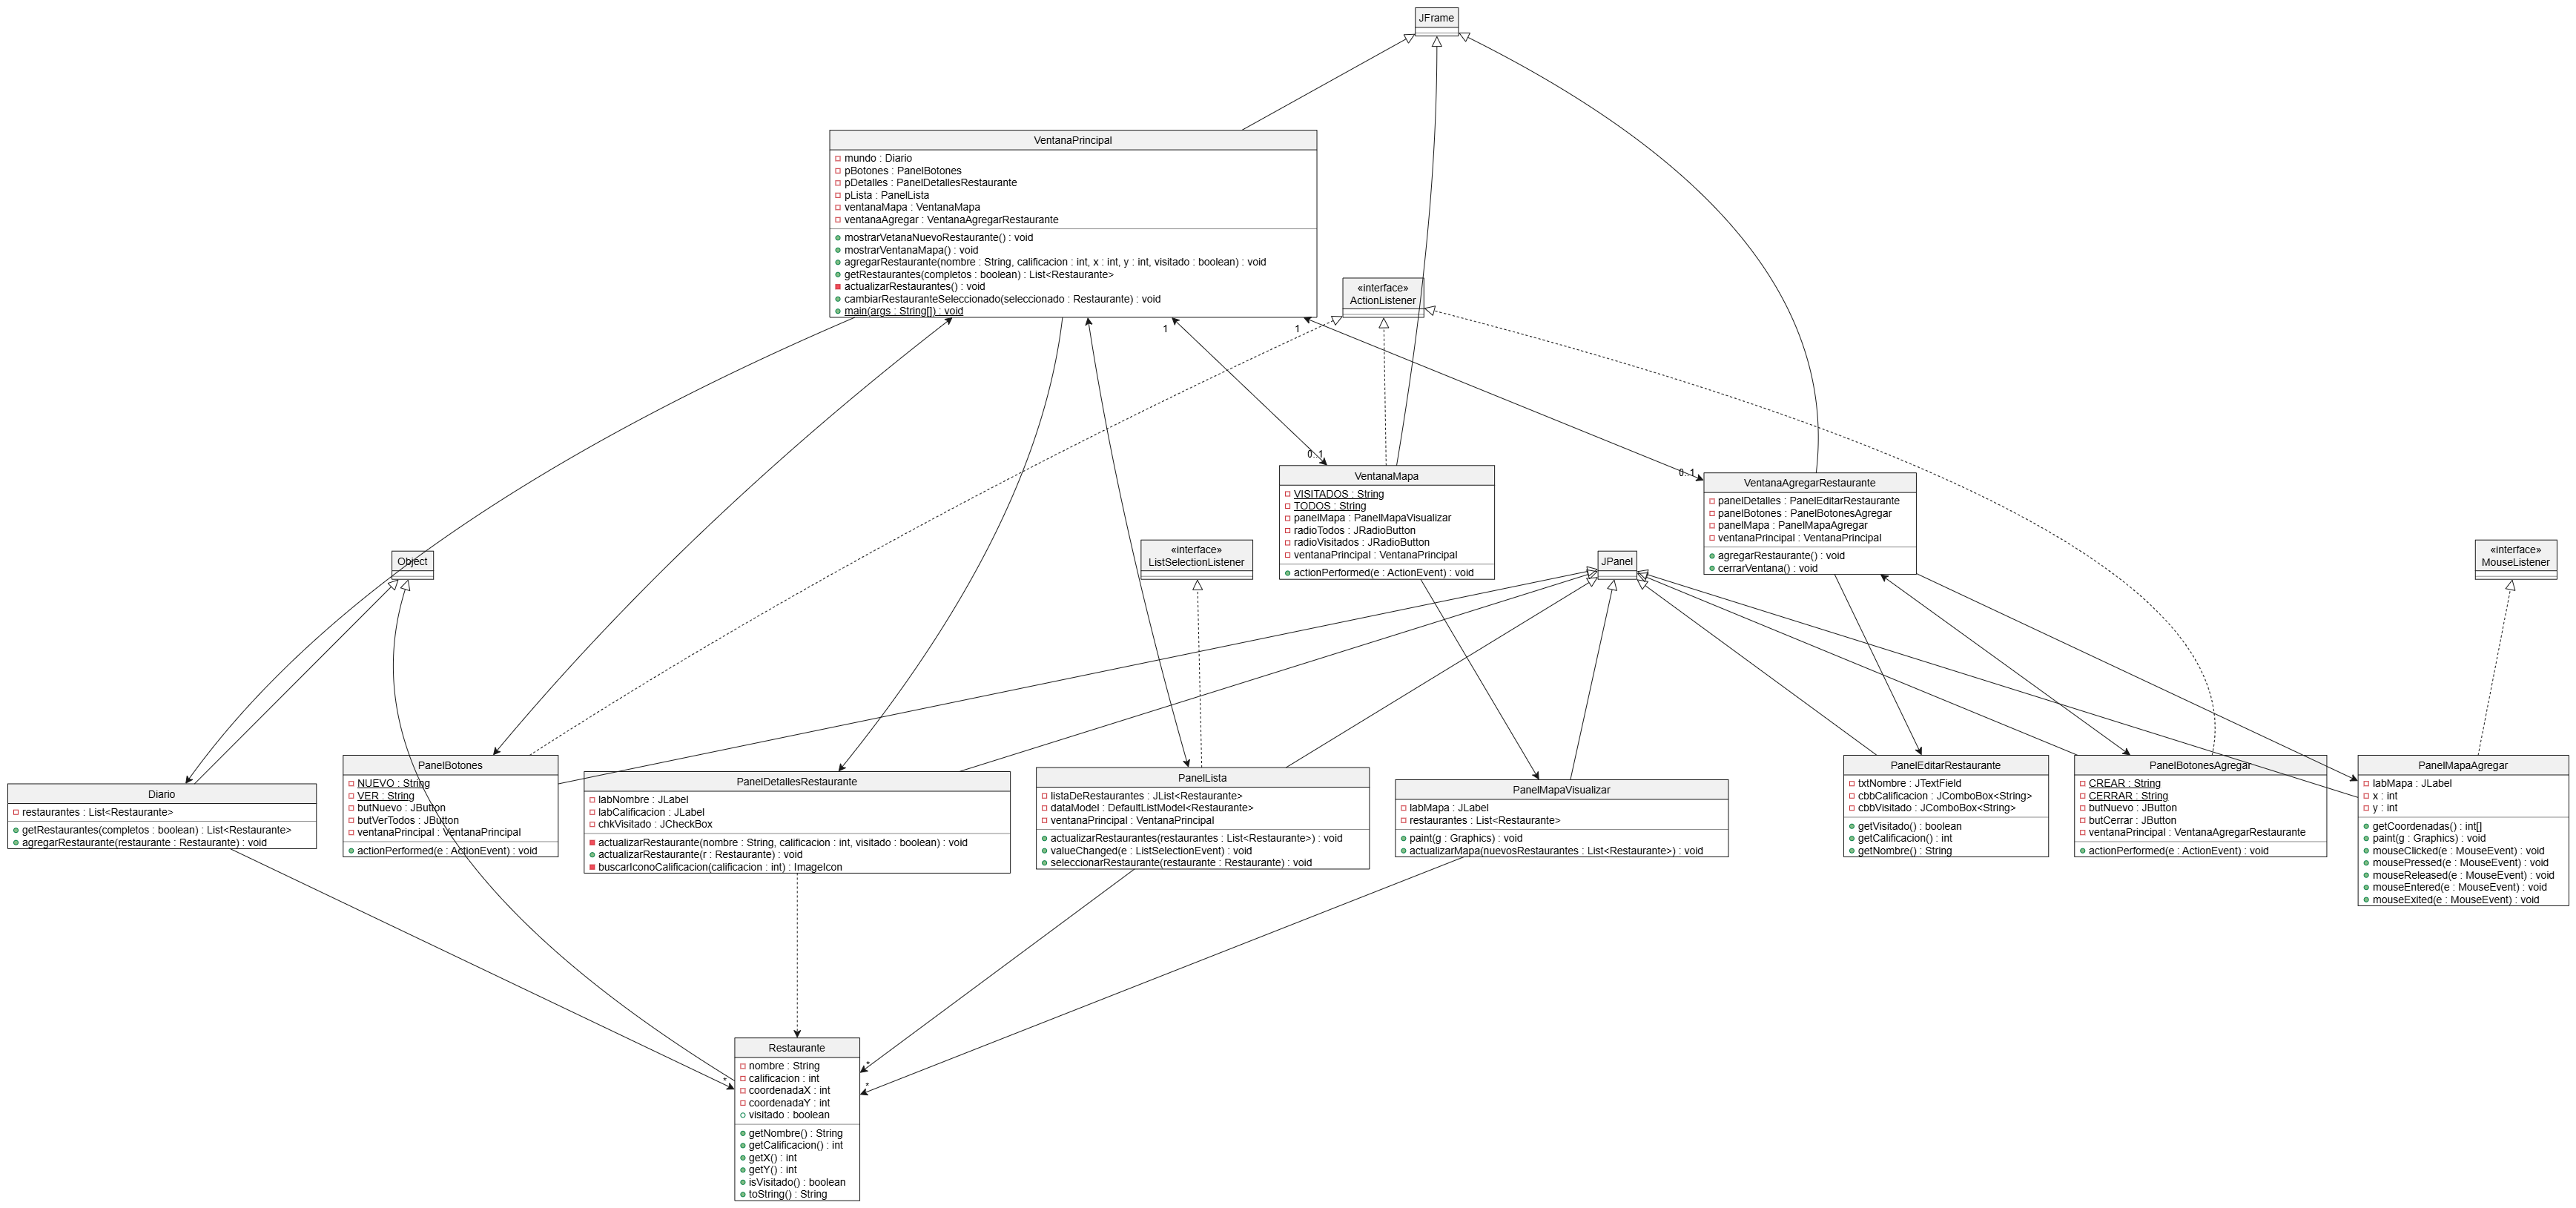 JFrame
VentanaPrincipal
mundo : Diario
pBotones : PanelBotones
pDetalles : PanelDetallesRestaurante
pLista : PanelLista
ventanaMapa : VentanaMapa
ventanaAgregar : VentanaAgregarRestaurante
mostrarVetanaNuevoRestaurante() : void
mostrarVentanaMapa() : void
agregarRestaurante(nombre : String, calificacion : int, x : int, y : int, visitado : boolean) : void
getRestaurantes(completos : boolean) : List<Restaurante>
actualizarRestaurantes() : void
cambiarRestauranteSeleccionado(seleccionado : Restaurante) : void
main(args : String[]) : void
«interface»
ActionListener
1
1
0..1
0..1
VentanaMapa
VISITADOS : String
TODOS : String
panelMapa : PanelMapaVisualizar
radioTodos : JRadioButton
radioVisitados : JRadioButton
ventanaPrincipal : VentanaPrincipal
actionPerformed(e : ActionEvent) : void
VentanaAgregarRestaurante
panelDetalles : PanelEditarRestaurante
panelBotones : PanelBotonesAgregar
panelMapa : PanelMapaAgregar
ventanaPrincipal : VentanaPrincipal
agregarRestaurante() : void
cerrarVentana() : void
Object
«interface»
ListSelectionListener
JPanel
«interface»
MouseListener
Diario
restaurantes : List<Restaurante>
getRestaurantes(completos : boolean) : List<Restaurante>
agregarRestaurante(restaurante : Restaurante) : void
PanelBotones
NUEVO : String
VER : String
butNuevo : JButton
butVerTodos : JButton
ventanaPrincipal : VentanaPrincipal
actionPerformed(e : ActionEvent) : void
PanelDetallesRestaurante
labNombre : JLabel
labCalificacion : JLabel
chkVisitado : JCheckBox
actualizarRestaurante(nombre : String, calificacion : int, visitado : boolean) : void
actualizarRestaurante(r : Restaurante) : void
buscarIconoCalificacion(calificacion : int) : ImageIcon
PanelLista
listaDeRestaurantes : JList<Restaurante>
dataModel : DefaultListModel<Restaurante>
ventanaPrincipal : VentanaPrincipal
actualizarRestaurantes(restaurantes : List<Restaurante>) : void
valueChanged(e : ListSelectionEvent) : void
seleccionarRestaurante(restaurante : Restaurante) : void
PanelMapaVisualizar
labMapa : JLabel
restaurantes : List<Restaurante>
paint(g : Graphics) : void
actualizarMapa(nuevosRestaurantes : List<Restaurante>) : void
PanelEditarRestaurante
txtNombre : JTextField
cbbCalificacion : JComboBox<String>
cbbVisitado : JComboBox<String>
getVisitado() : boolean
getCalificacion() : int
getNombre() : String
PanelBotonesAgregar
CREAR : String
CERRAR : String
butNuevo : JButton
butCerrar : JButton
ventanaPrincipal : VentanaAgregarRestaurante
actionPerformed(e : ActionEvent) : void
PanelMapaAgregar
labMapa : JLabel
x : int
y : int
getCoordenadas() : int[]
paint(g : Graphics) : void
mouseClicked(e : MouseEvent) : void
mousePressed(e : MouseEvent) : void
mouseReleased(e : MouseEvent) : void
mouseEntered(e : MouseEvent) : void
mouseExited(e : MouseEvent) : void
*
*
*
Restaurante
nombre : String
calificacion : int
coordenadaX : int
coordenadaY : int
visitado : boolean
getNombre() : String
getCalificacion() : int
getX() : int
getY() : int
isVisitado() : boolean
toString() : String